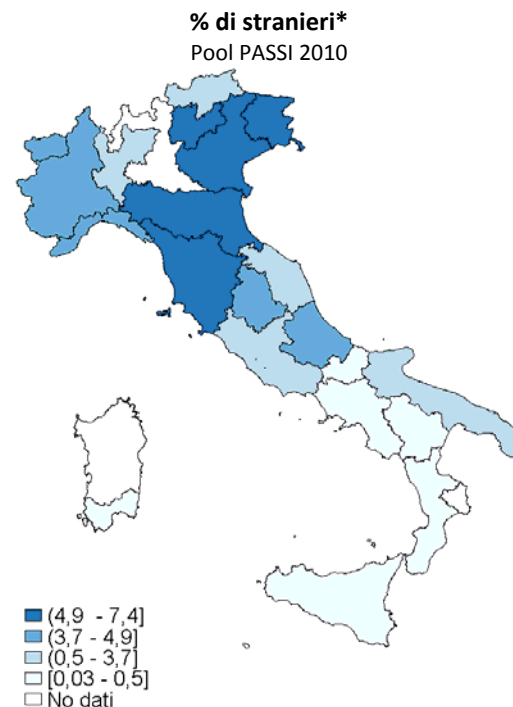 % di stranieri*
Pool PASSI 2010
(4,9 - 7,4]
(3,7 - 4,9]
(0,5 - 3,7]
[0,03 - 0,5]
No dati